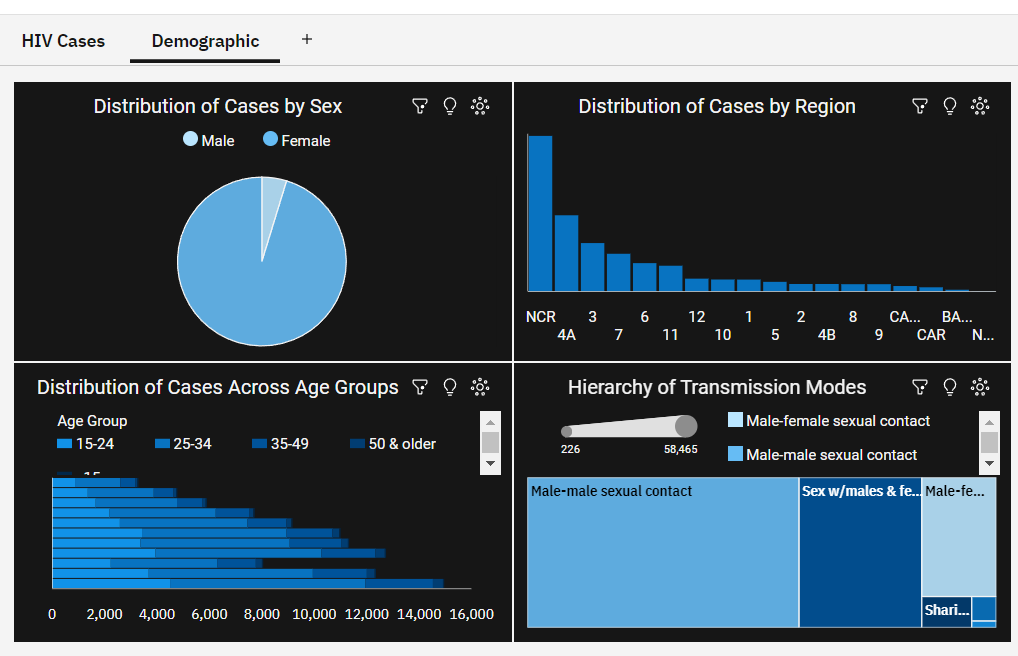 HIV Cases Demographic +
Distribution of Cases by Sex
Male Female
Distribution of Cases by Region
NCR 3 6 12 1 2 8 CA... BA...
4A 7 11 10 5 4B 9 CAR N...
Distribution of Cases Across Age Groups
Age Group
15-24 25-34 35-49 50 & older
0 2,000 4,000 6,000 8,000 10,000 12,000 14,000 16,000
Hierarchy of Transmission Modes
226 58,465
Male-female sexual contact
Male-male sexual contact
Male-male sexual contact Sex w/males & fe... Male-fe...
Shari...